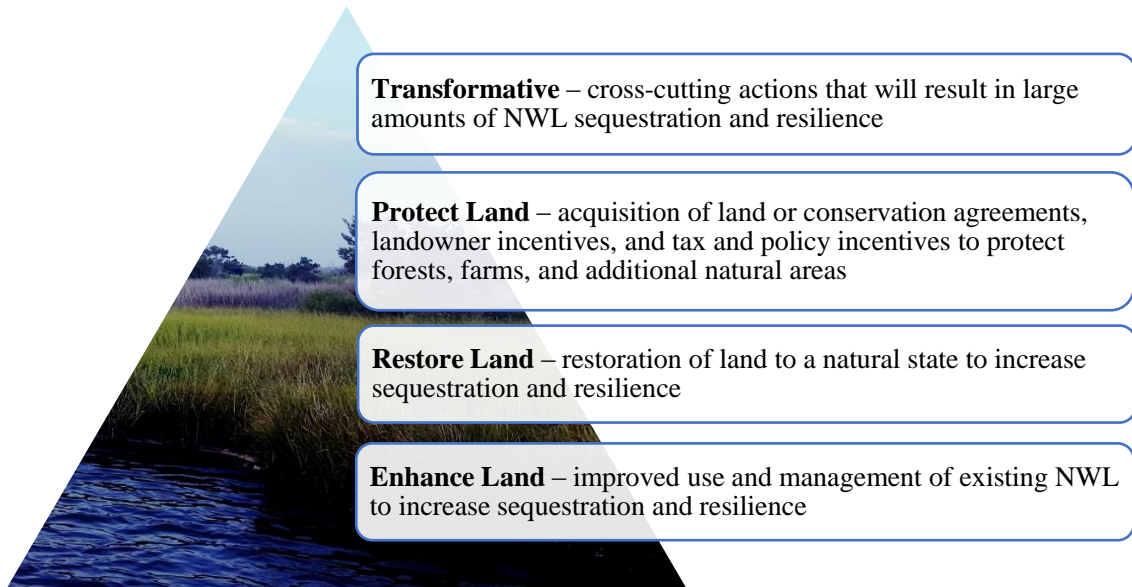 Transformative – cross-cutting actions that will result in large
amounts of NWL sequestration and resilience
Protect Land – acquisition of land or conservation agreements,
landowner incentives, and tax and policy incentives to protect
forests, farms, and additional natural areas
Restore Land – restoration of land to a natural state to increase
sequestration and resilience
Enhance Land – improved use and management of existing NWL
to increase sequestration and resilience